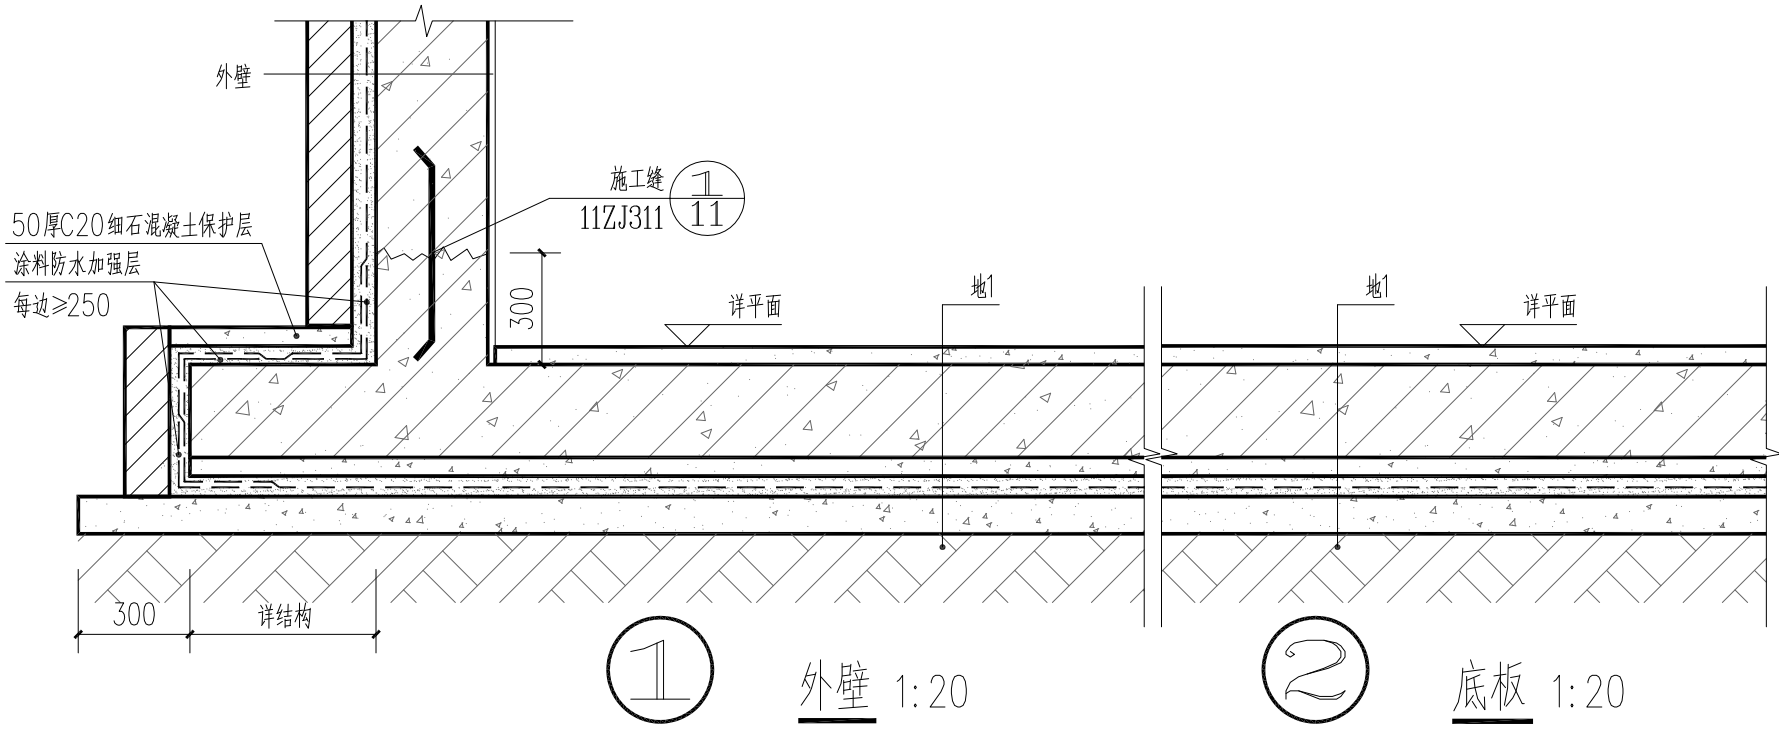 外壁
施工缝 1
11ZJ311 11
50厚C20细石混凝土保护层
涂料防水加强层
每边≥250
300
详平面
地1
地1
详平面
300
详结构
1 外壁 1:20
2 底板 1:20